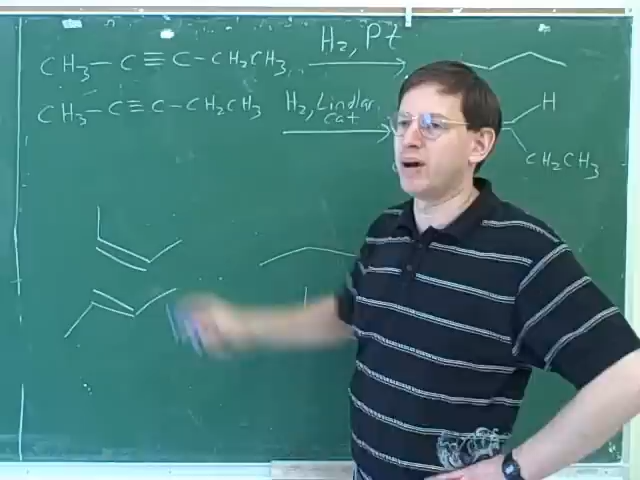 CH₃ — C ≡ C — CH₂CH₃ H₂, Pt
CH₃ — C ≡ C — CH₂CH₃ H₂, Lindlar
cat
H
CH₂CH₃